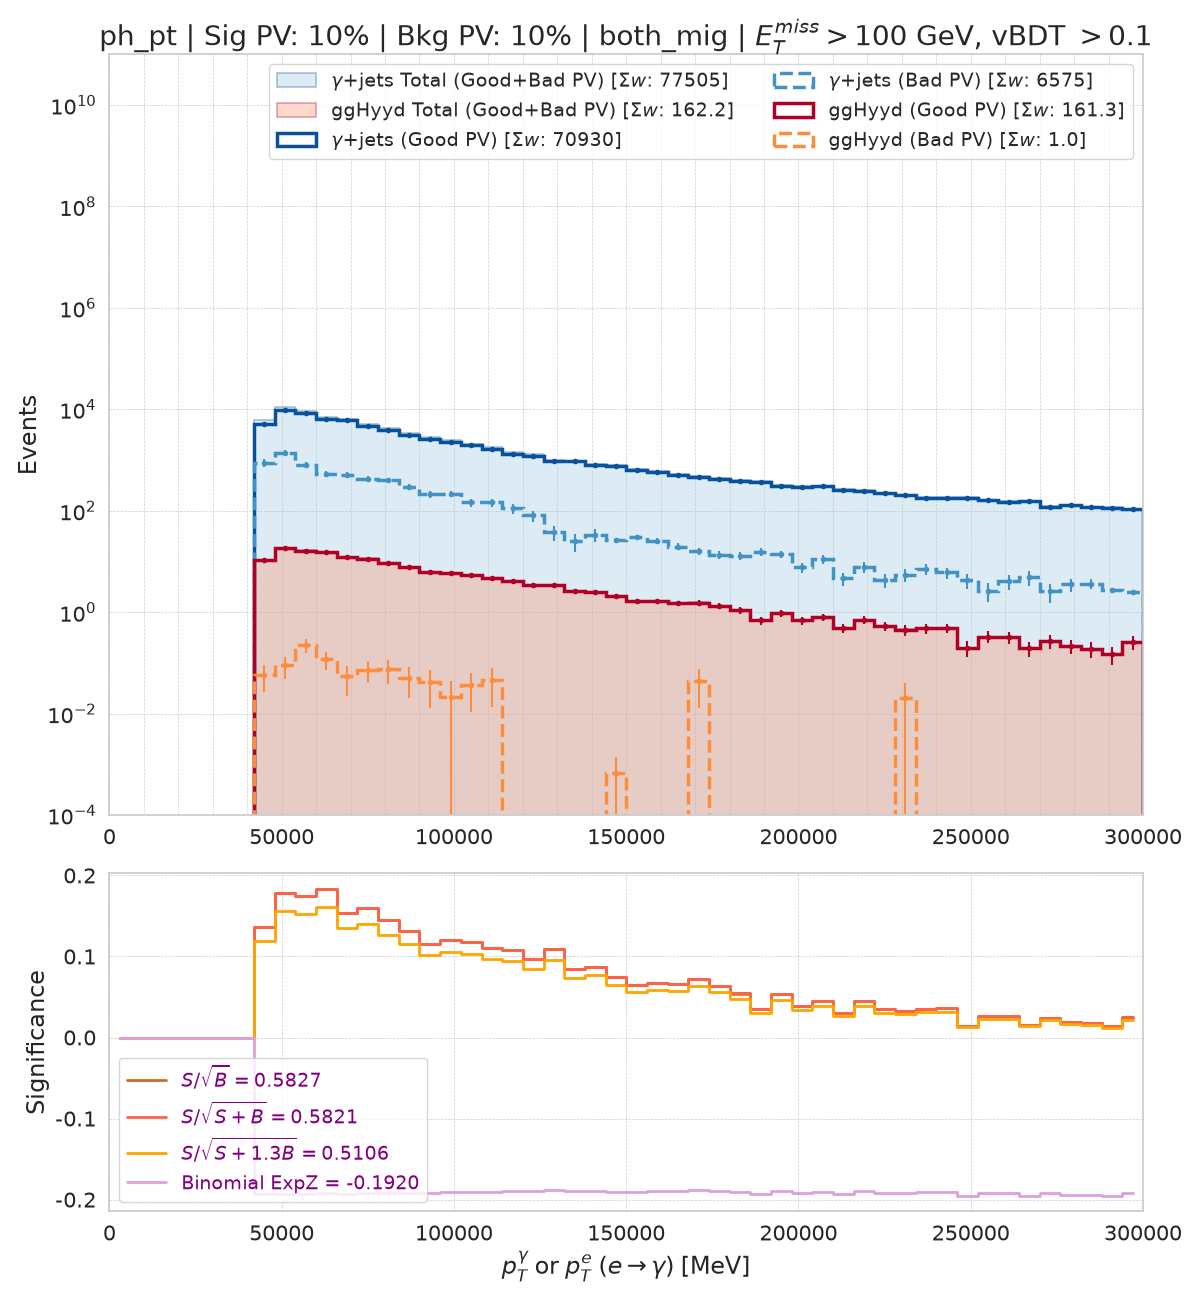 ph_pt | Sig PV: 10% | Bkg PV: 10% | both_mig | $E_T^{miss} > 100$ GeV, vBDT $> 0.1$
γ+jets Total (Good+Bad PV) [Σw: 77505]
ggHyyd Total (Good+Bad PV) [Σw: 162.2]
γ+jets (Good PV) [Σw: 70930]
γ+jets (Bad PV) [Σw: 6575]
ggHyyd (Good PV) [Σw: 161.3]
ggHyyd (Bad PV) [Σw: 1.0]
Events
$10^{10}$
$10^{8}$
$10^{6}$
$10^{4}$
$10^{2}$
$10^{0}$
$10^{-2}$
$10^{-4}$
0 50000 100000 150000 200000 250000 300000
Significance
0.2
0.1
0.0
-0.1
-0.2
$S/\sqrt{B} = 0.5827$
$S/\sqrt{S+B} = 0.5821$
$S/\sqrt{S+1.3B} = 0.5106$
Binomial ExpZ = -0.1920
0 50000 100000 150000 200000 250000 300000
$p_T^γ$ or $p_T^e$ ($e → γ$) [MeV]